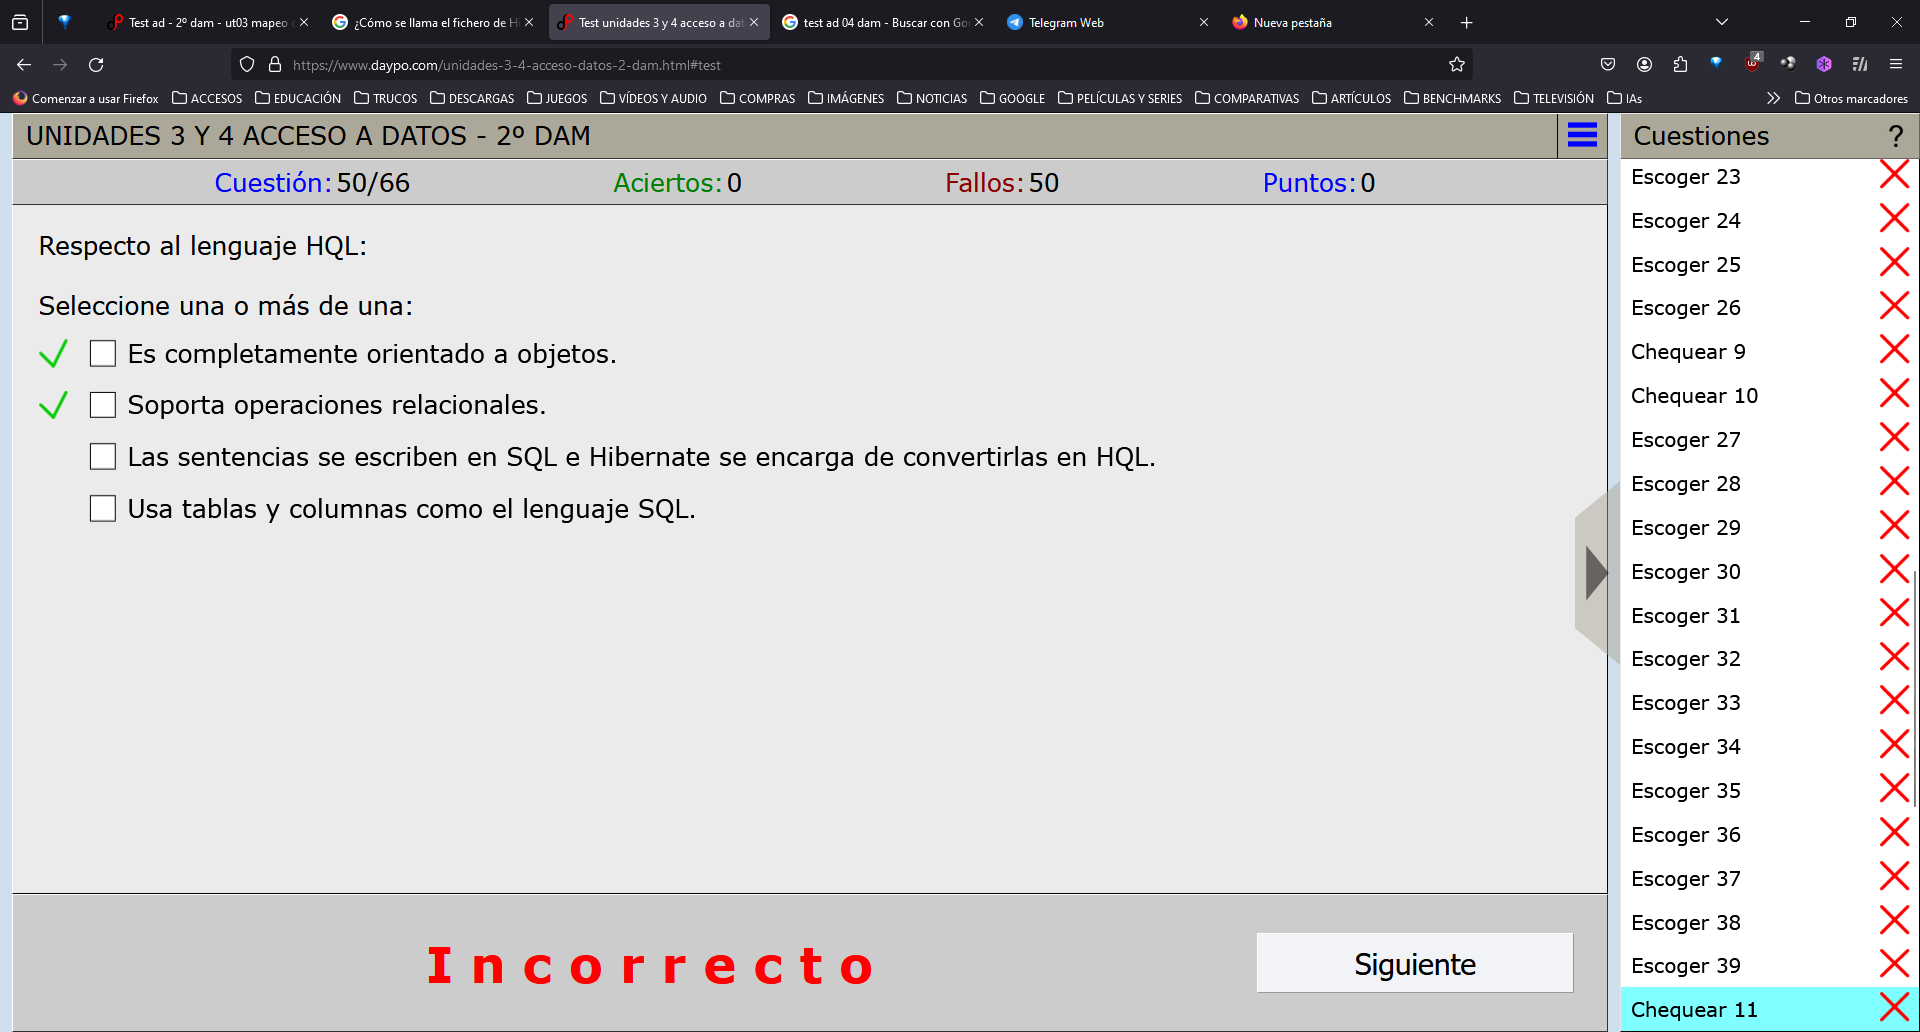 Test ad - 2º dam - ut03 mapeo
¿Cómo se llama el fichero de Hi
Test unidades 3 y 4 acceso a dat
test ad 04 dam - Buscar con Goo
Telegram Web
Nueva pestaña
https://www.daypo.com/unidades-3-4-acceso-datos-2-dam.html#test
4
Comenzar a usar Firefox
ACCESOS
EDUCACIÓN
TRUCOS
DESCARGAS
JUEGOS
VÍDEOS Y AUDIO
COMPRAS
IMÁGENES
NOTICIAS
GOOGLE
PELÍCULAS Y SERIES
COMPARATIVAS
ARTÍCULOS
BENCHMARKS
TELEVISIÓN
IAs
Otros marcadores
UNIDADES 3 Y 4 ACCESO A DATOS - 2º DAM
Cuestión: 50/66
Aciertos: 0
Fallos: 50
Puntos: 0
Respecto al lenguaje HQL:
Seleccione una o más de una:
Es completamente orientado a objetos.
Soporta operaciones relacionales.
Las sentencias se escriben en SQL e Hibernate se encarga de convertirlas en HQL.
Usa tablas y columnas como el lenguaje SQL.
Incorrecto
Siguiente
Cuestiones ?
Escoger 23
Escoger 24
Escoger 25
Escoger 26
Chequear 9
Chequear 10
Escoger 27
Escoger 28
Escoger 29
Escoger 30
Escoger 31
Escoger 32
Escoger 33
Escoger 34
Escoger 35
Escoger 36
Escoger 37
Escoger 38
Escoger 39
Chequear 11